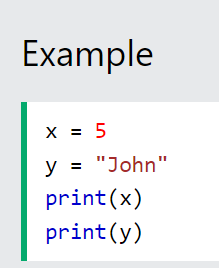 Example
x = 5
y = "John"
print(x)
print(y)